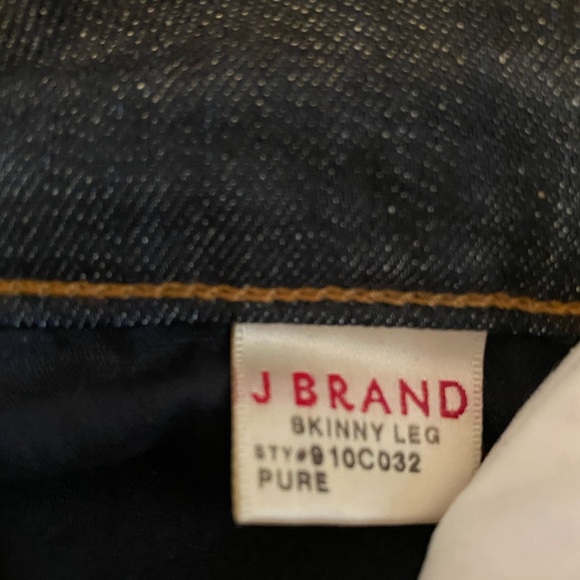 J BRAND
SKINNY LEG
STY#910C032
PURE